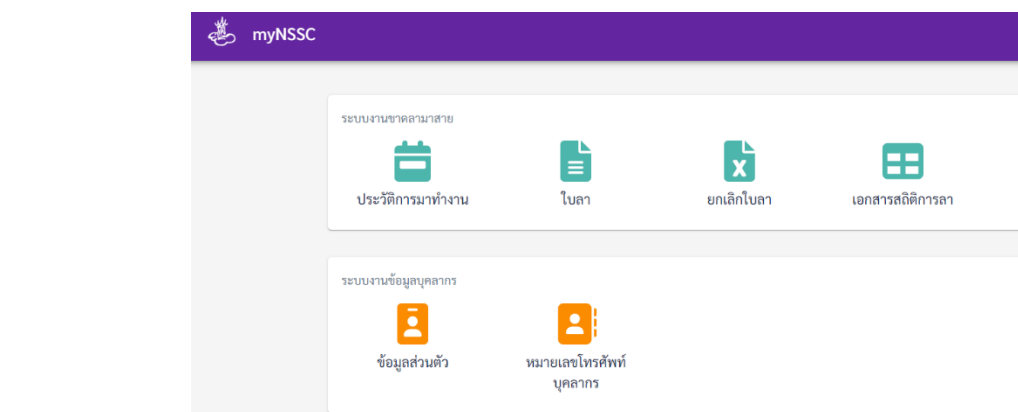 myNSSC
ระบบงานขาดลามาสาย
ประวัติการมาทำงาน
ใบลา
ยกเลิกใบลา
เอกสารสถิติการลา
ระบบงานข้อมูลบุคลากร
ข้อมูลส่วนตัว
หมายเลขโทรศัพท์
บุคลากร